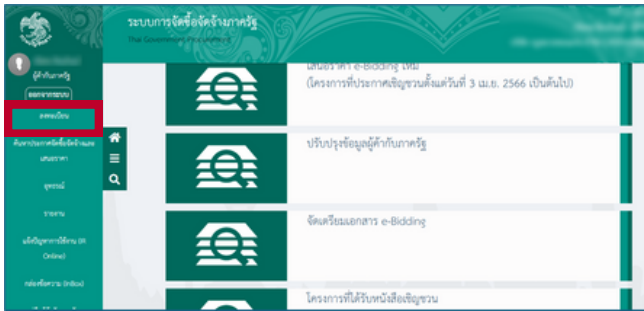 ระบบการจัดซื้อจัดจ้างภาครัฐ
Thai Government Procurement
ผู้ค้าภาครัฐ
ออกจากระบบ
ลงทะเบียน
ค้นหาประกาศจัดซื้อจัดจ้างและ
เสนอราคา
อุทธรณ์
รายงาน
แจ้งปัญหาการใช้งาน (IR
Online)
กล่องข้อความ (Inbox)
เสนอราคา e-Bidding ใหม่
(โครงการที่ประกาศเชิญชวนตั้งแต่วันที่ 3 เม.ย. 2566 เป็นต้นไป)
ปรับปรุงข้อมูลผู้ค้ากับภาครัฐ
จัดเตรียมเอกสาร e-Bidding
โครงการที่ได้รับหนังสือเชิญชวน